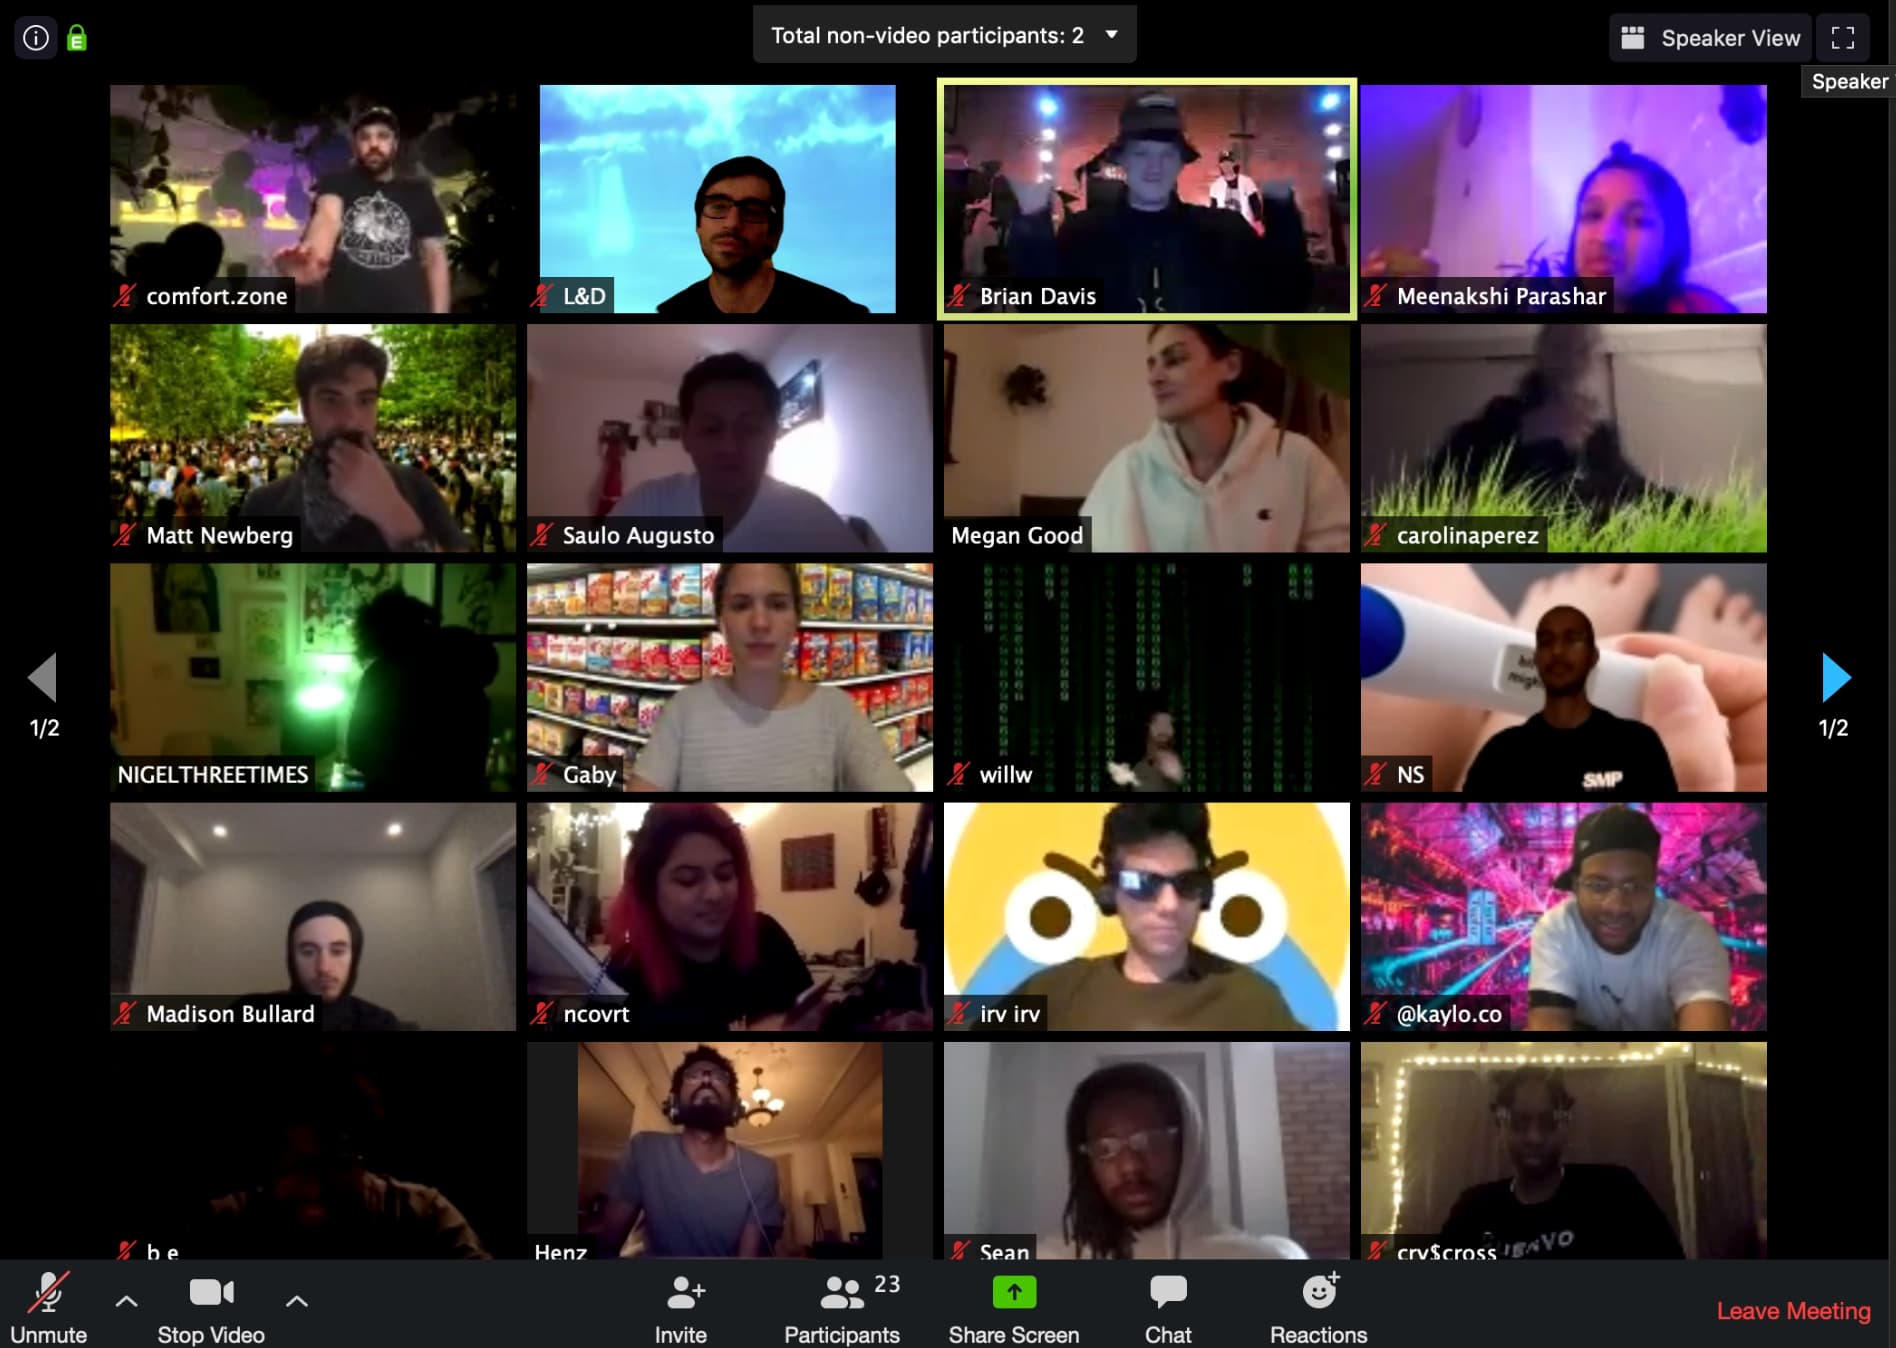 Total non-video participants: 2
Speaker View
Speaker
comfort.zone
L&D
Brian Davis
Meenakshi Parashar
Matt Newberg
Saulo Augusto
Megan Good
carolinaperez
NIGELTHREETIMES
Gaby
willw
NS
SMP
1/2
1/2
Madison Bullard
ncovrt
irv irv
@kaylo.co
b e
Henz
Sean
cry$cross
23
Unmute
Stop Video
Invite
Participants
Share Screen
Chat
Reactions
Leave Meeting